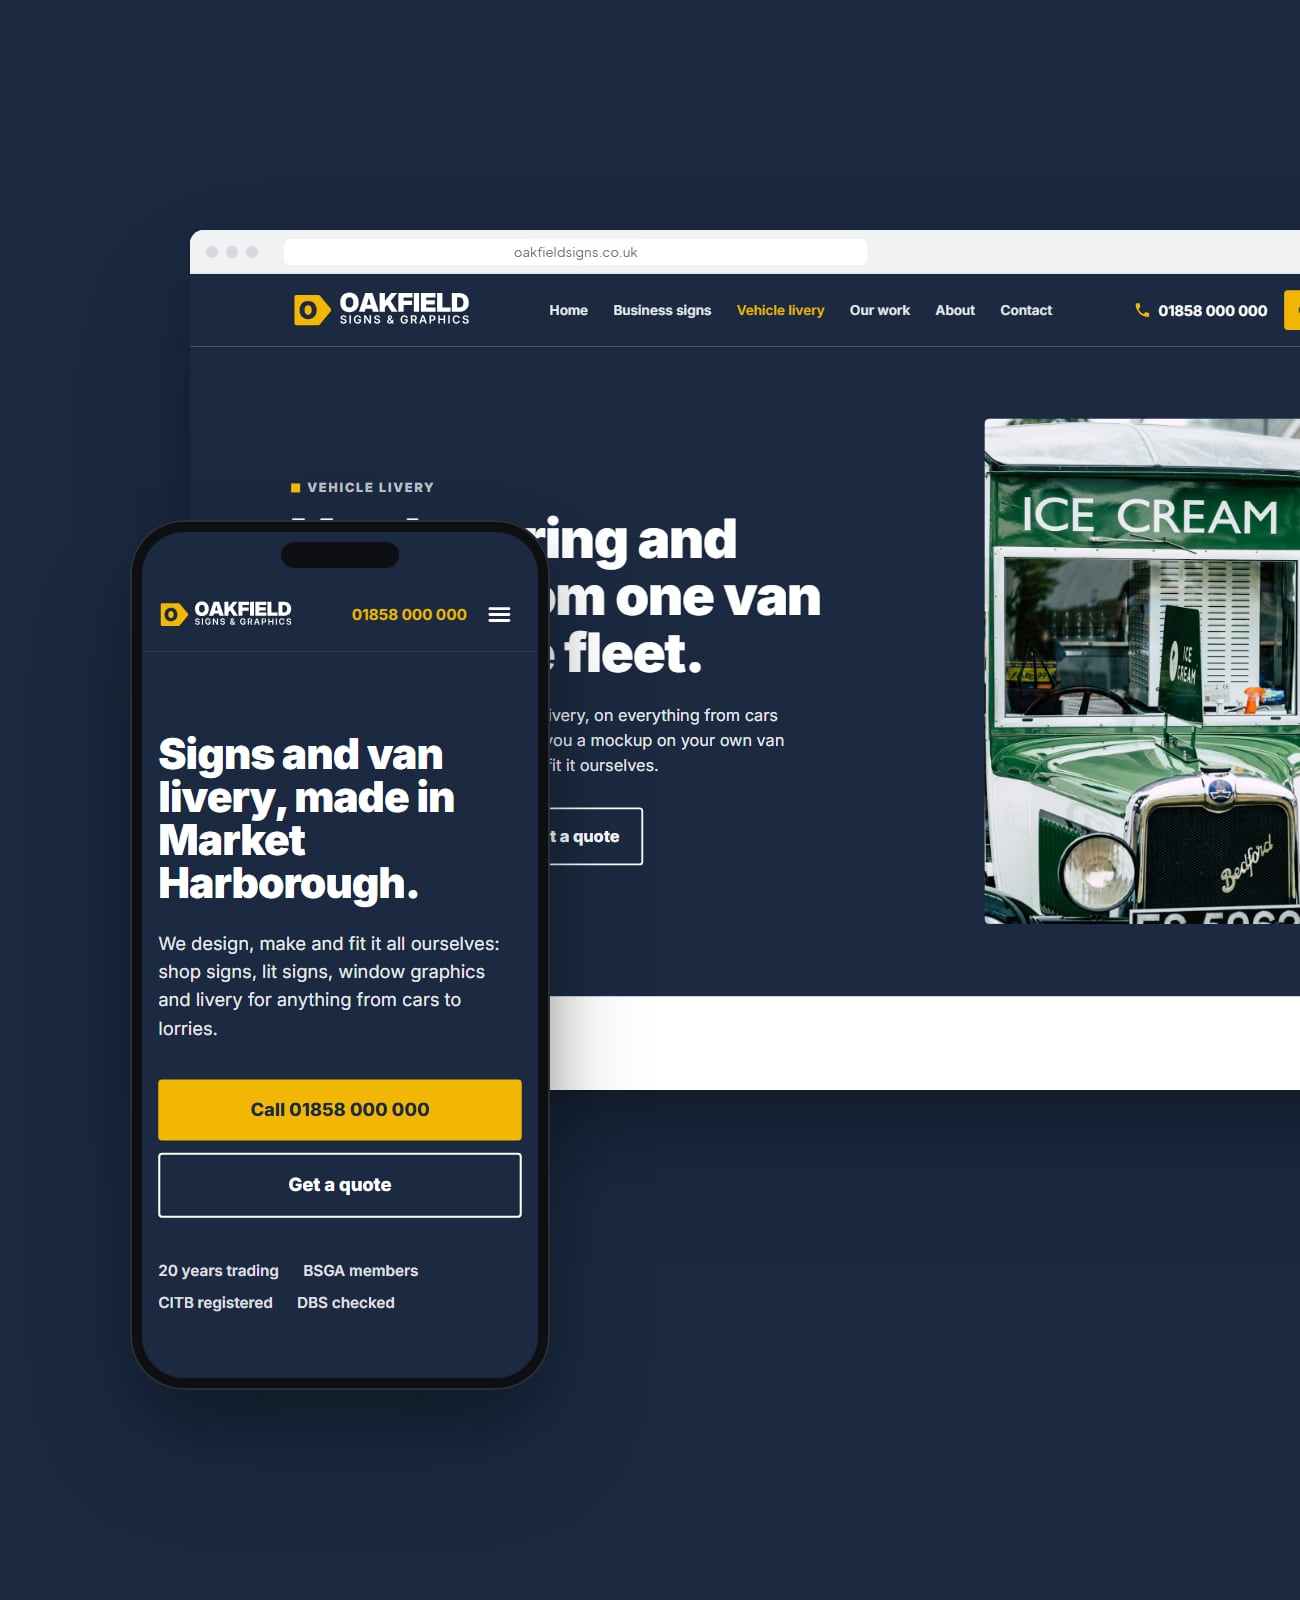 oakfieldsigns.co.uk
OAKFIELD
SIGNS & GRAPHICS
Home Business signs Vehicle livery Our work About Contact
01858 000 000
VEHICLE LIVERY
ring and
om one van
fleet.
ivery, on everything from cars
you a mockup on your own van
fit it ourselves.
t a quote
ICE CREAM
ICE
CREAM
Bedford
OAKFIELD
SIGNS & GRAPHICS
01858 000 000
Signs and van
livery, made in
Market
Harborough.
We design, make and fit it all ourselves:
shop signs, lit signs, window graphics
and livery for anything from cars to
lorries.
Call 01858 000 000
Get a quote
20 years trading BSGA members
CITB registered DBS checked